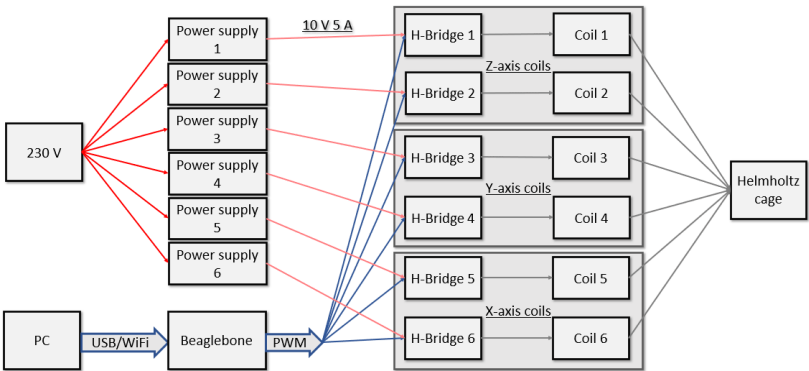 230 V
Power supply
1
Power supply
2
Power supply
3
Power supply
4
Power supply
5
Power supply
6
10 V 5 A
H-Bridge 1
Coil 1
Z-axis coils
H-Bridge 2
Coil 2
H-Bridge 3
Coil 3
Y-axis coils
H-Bridge 4
Coil 4
H-Bridge 5
Coil 5
X-axis coils
H-Bridge 6
Coil 6
Helmholtz
cage
PC
USB/WiFi
Beaglebone
PWM